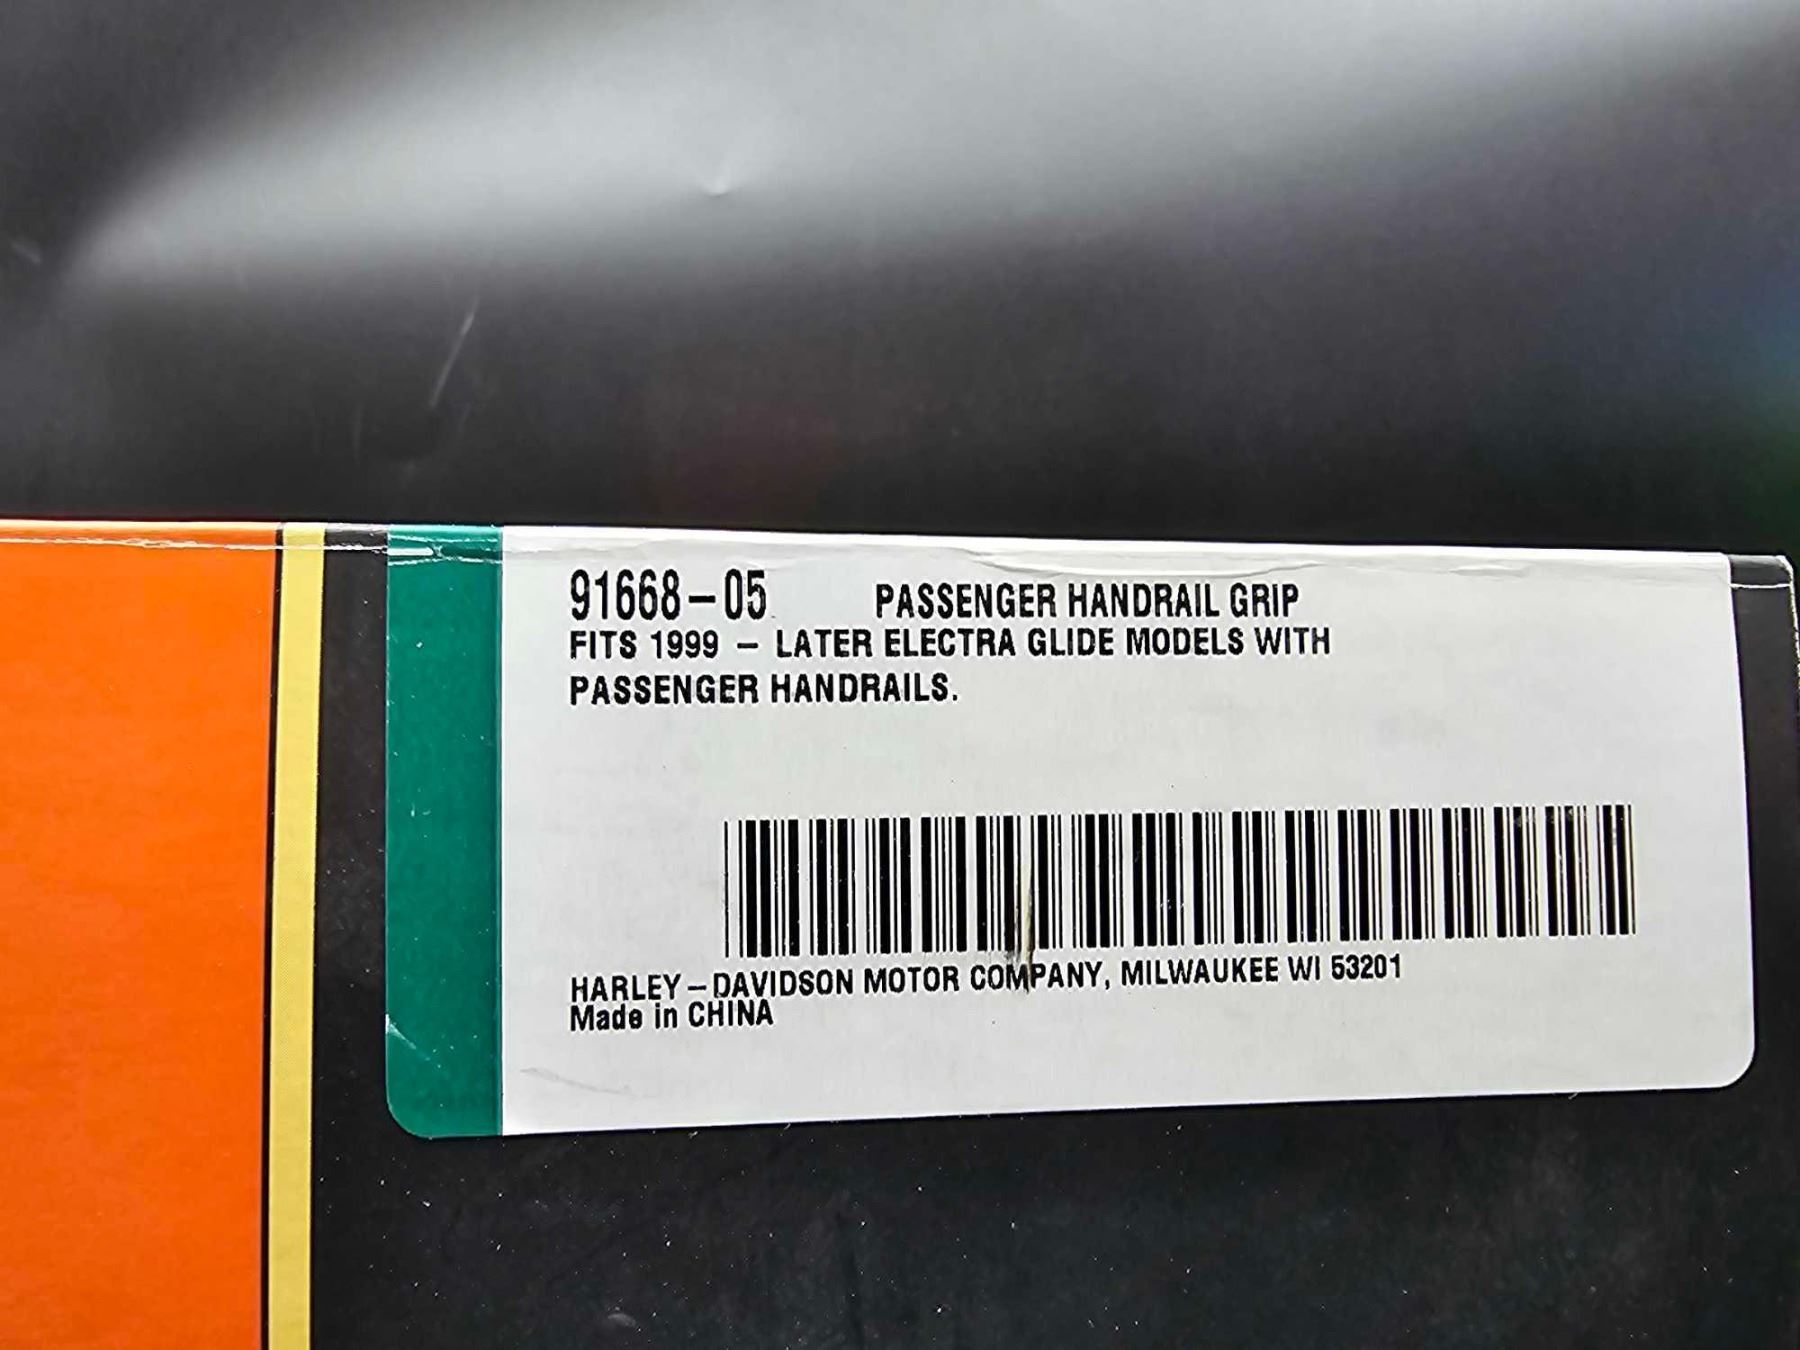 91668-05 PASSENGER HANDRAIL GRIP
FITS 1999 - LATER ELECTRA GLIDE MODELS WITH
PASSENGER HANDRAILS.
HARLEY-DAVIDSON MOTOR COMPANY, MILWAUKEE WI 53201
Made in CHINA